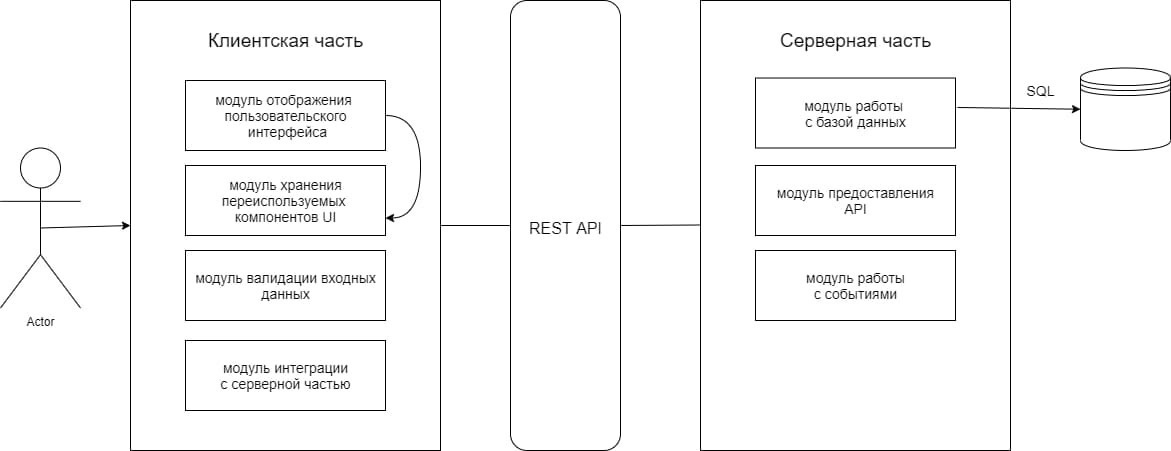 Клиентская часть
модуль отображения
пользовательского
интерфейса
модуль хранения
переиспользуемых
компонентов UI
модуль валидации входных
данных
модуль интеграции
с серверной частью
Actor
REST API
Серверная часть
модуль работы
с базой данных
модуль предоставления
API
модуль работы
с событиями
SQL